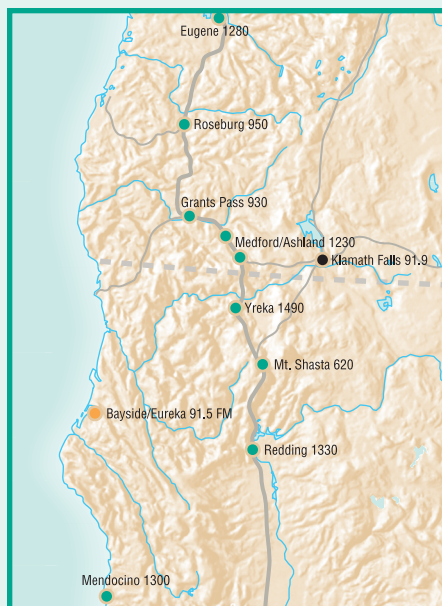 Eugene 1280
Roseburg 950
Grants Pass 930
Medford/Ashland 1230
Klamath Falls 91.9
Yreka 1490
Mt. Shasta 620
Bayside/Eureka 91.5 FM
Redding 1330
Mendocino 1300